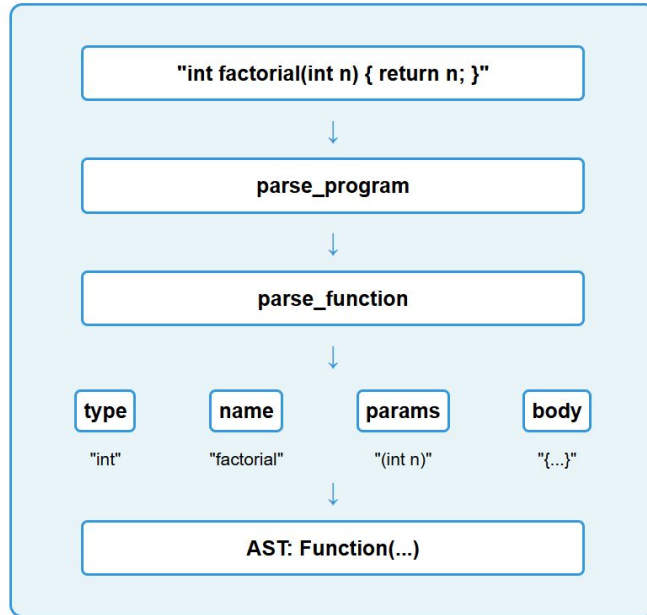 "int factorial(int n) { return n; }"
↓
parse_program
↓
parse_function
↓
type name params body
"int" "factorial" "(int n)" "{...}"
↓
AST: Function(...)